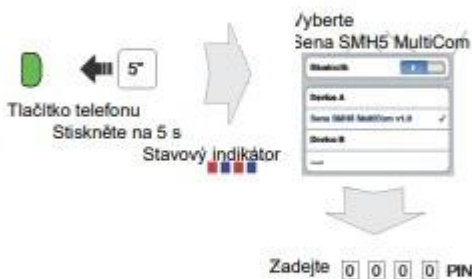 Vyberte
Sena SMH5 MultiCom
5"
Tlačítko telefonu
Stiskněte na 5 s
Stavový indikátor
Bluetooth
Device A
Sena SMH5 MultiCom v1.0 ✓
Device B
Zadejte 0 0 0 0 PIN